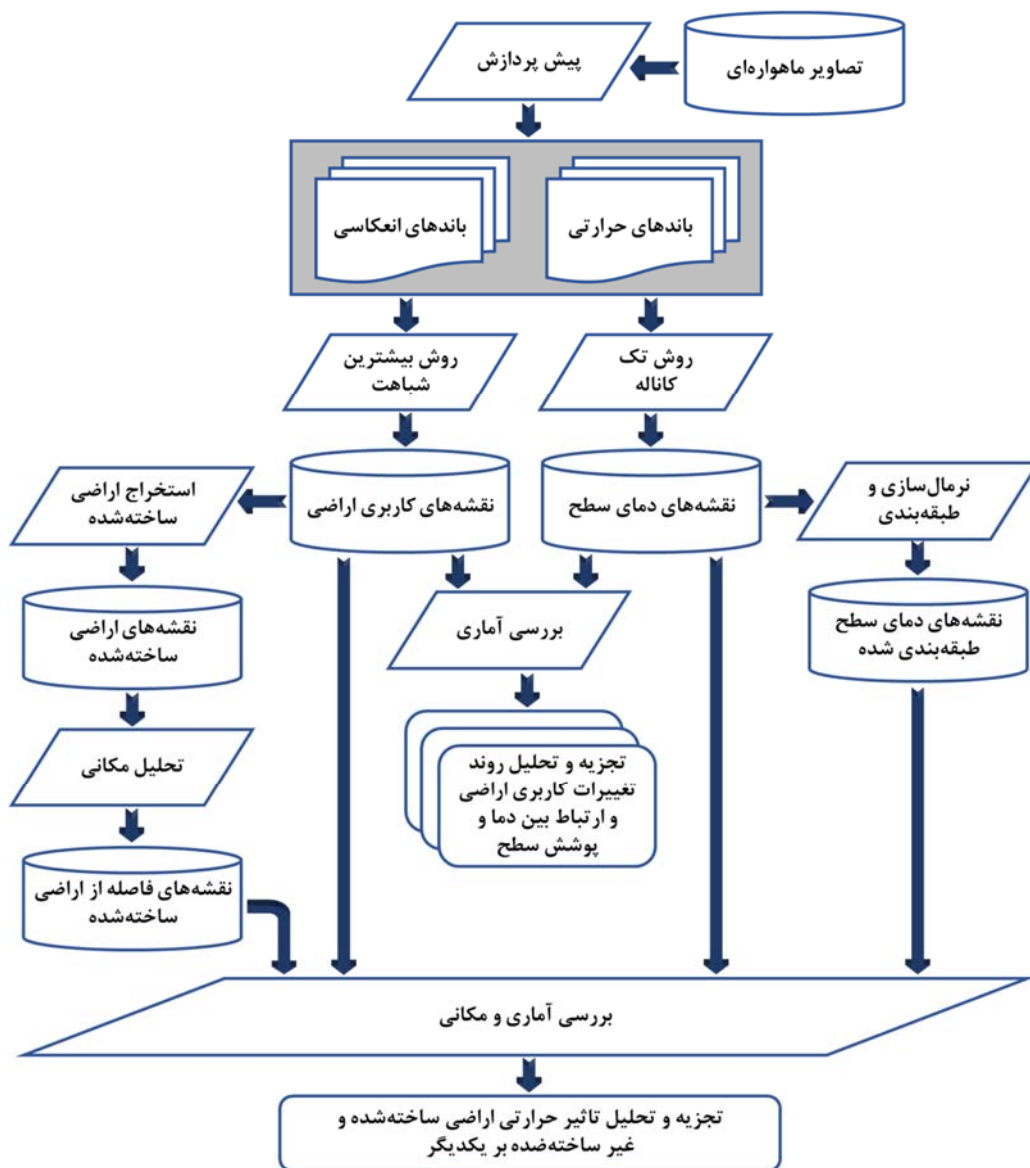 تصاویر ماهواره‌ای
پیش پردازش
باندهای حرارتی
باندهای انعکاسی
روش تک
کاناله
روش بیشترین
شباهت
نرمال‌سازی و
طبقه‌بندی
نقشه‌های دمای سطح
نقشه‌های کاربری اراضی
استخراج اراضی
ساخته‌شده
نقشه‌های دمای سطح
طبقه‌بندی شده
بررسی آماری
نقشه‌های اراضی
ساخته‌شده
تجزیه و تحلیل روند
تغییرات کاربری اراضی
و ارتباط بین دما و
پوشش سطح
تحلیل مکانی
نقشه‌های فاصله از اراضی
ساخته‌شده
بررسی آماری و مکانی
تجزیه و تحلیل تاثیر حرارتی اراضی ساخته‌شده و
غیر ساخته‌ضده بر یکدیگر